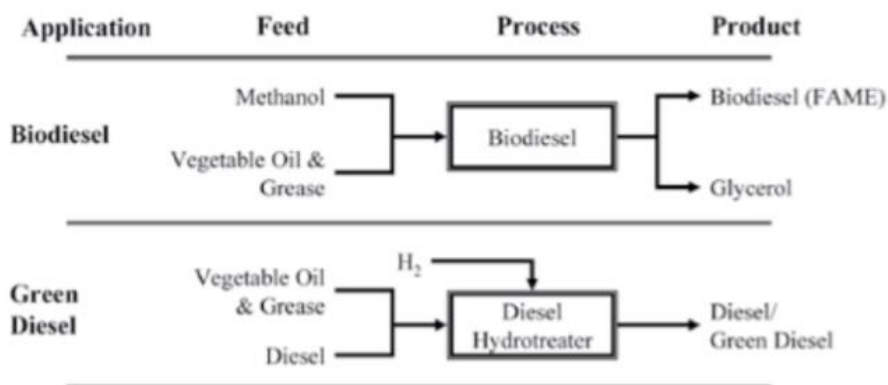 Application Feed Process Product
Methanol
Biodiesel (FAME)
Biodiesel
Biodiesel
Vegetable Oil &
Grease
Glycerol
H₂
Vegetable Oil
& Grease
Green
Diesel
Diesel
Hydrotreater
Diesel/
Green Diesel
Diesel